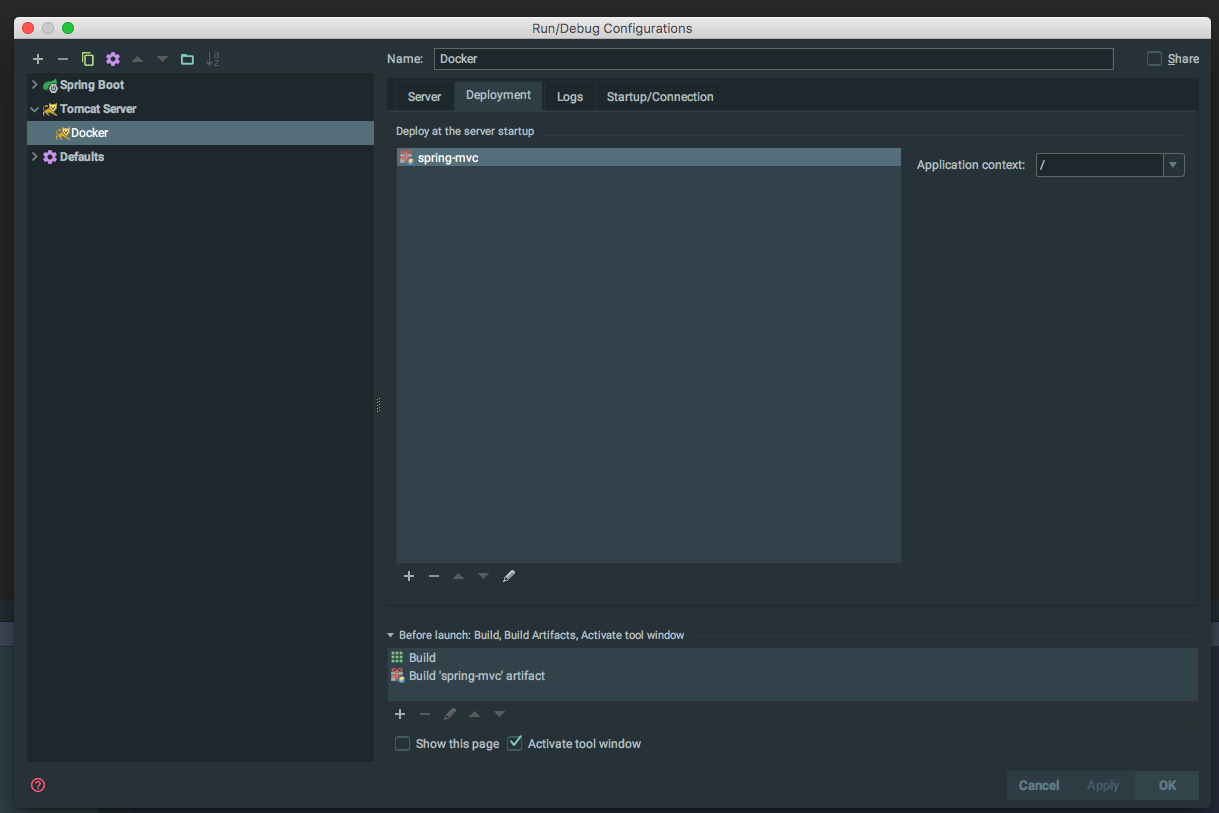 Run/Debug Configurations
Name: Docker Share
Spring Boot
Tomcat Server
Docker
Defaults
Server Deployment Logs Startup/Connection
Deploy at the server startup
spring-mvc
Application context: /
Before launch: Build, Build Artifacts, Activate tool window
Build
Build 'spring-mvc' artifact
Show this page Activate tool window
? Cancel Apply OK